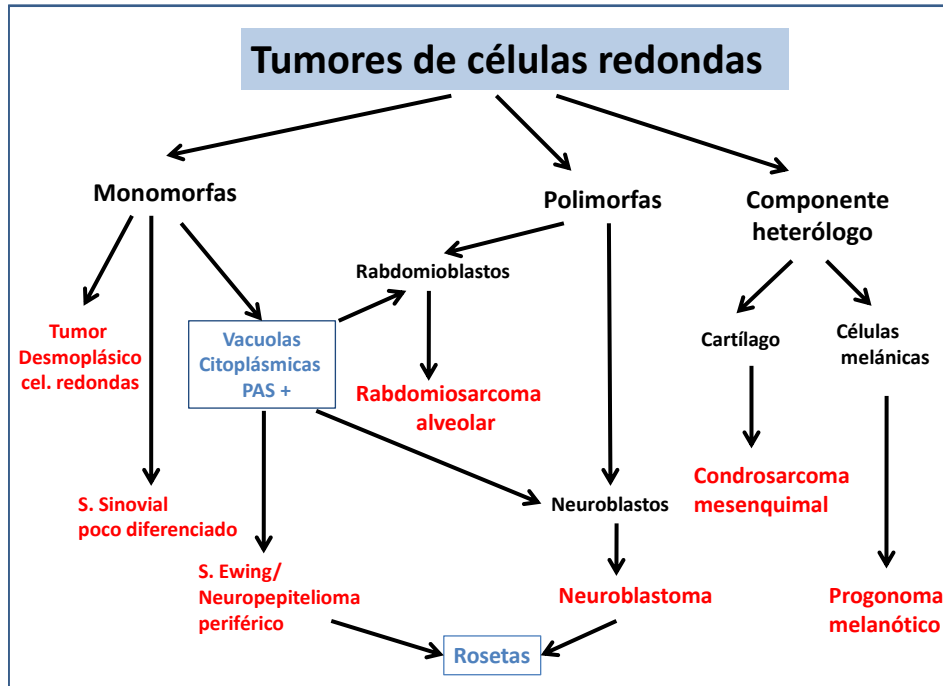 Tumores de células redondas
Monomorfas
Polimorfas
Componente
heterólogo
Rabdomioblastos
Tumor
Desmoplásico
cel. redondas
Vacuolas
Citoplásmicas
PAS +
Cartílago
Células
melánicas
Rabdomiosarcoma
alveolar
S. Sinovial
poco diferenciado
Neuroblastos
Condrosarcoma
mesenquimal
S. Ewing/
Neuropepitelioma
periférico
Neuroblastoma
Progonoma
melanótico
Rosetas